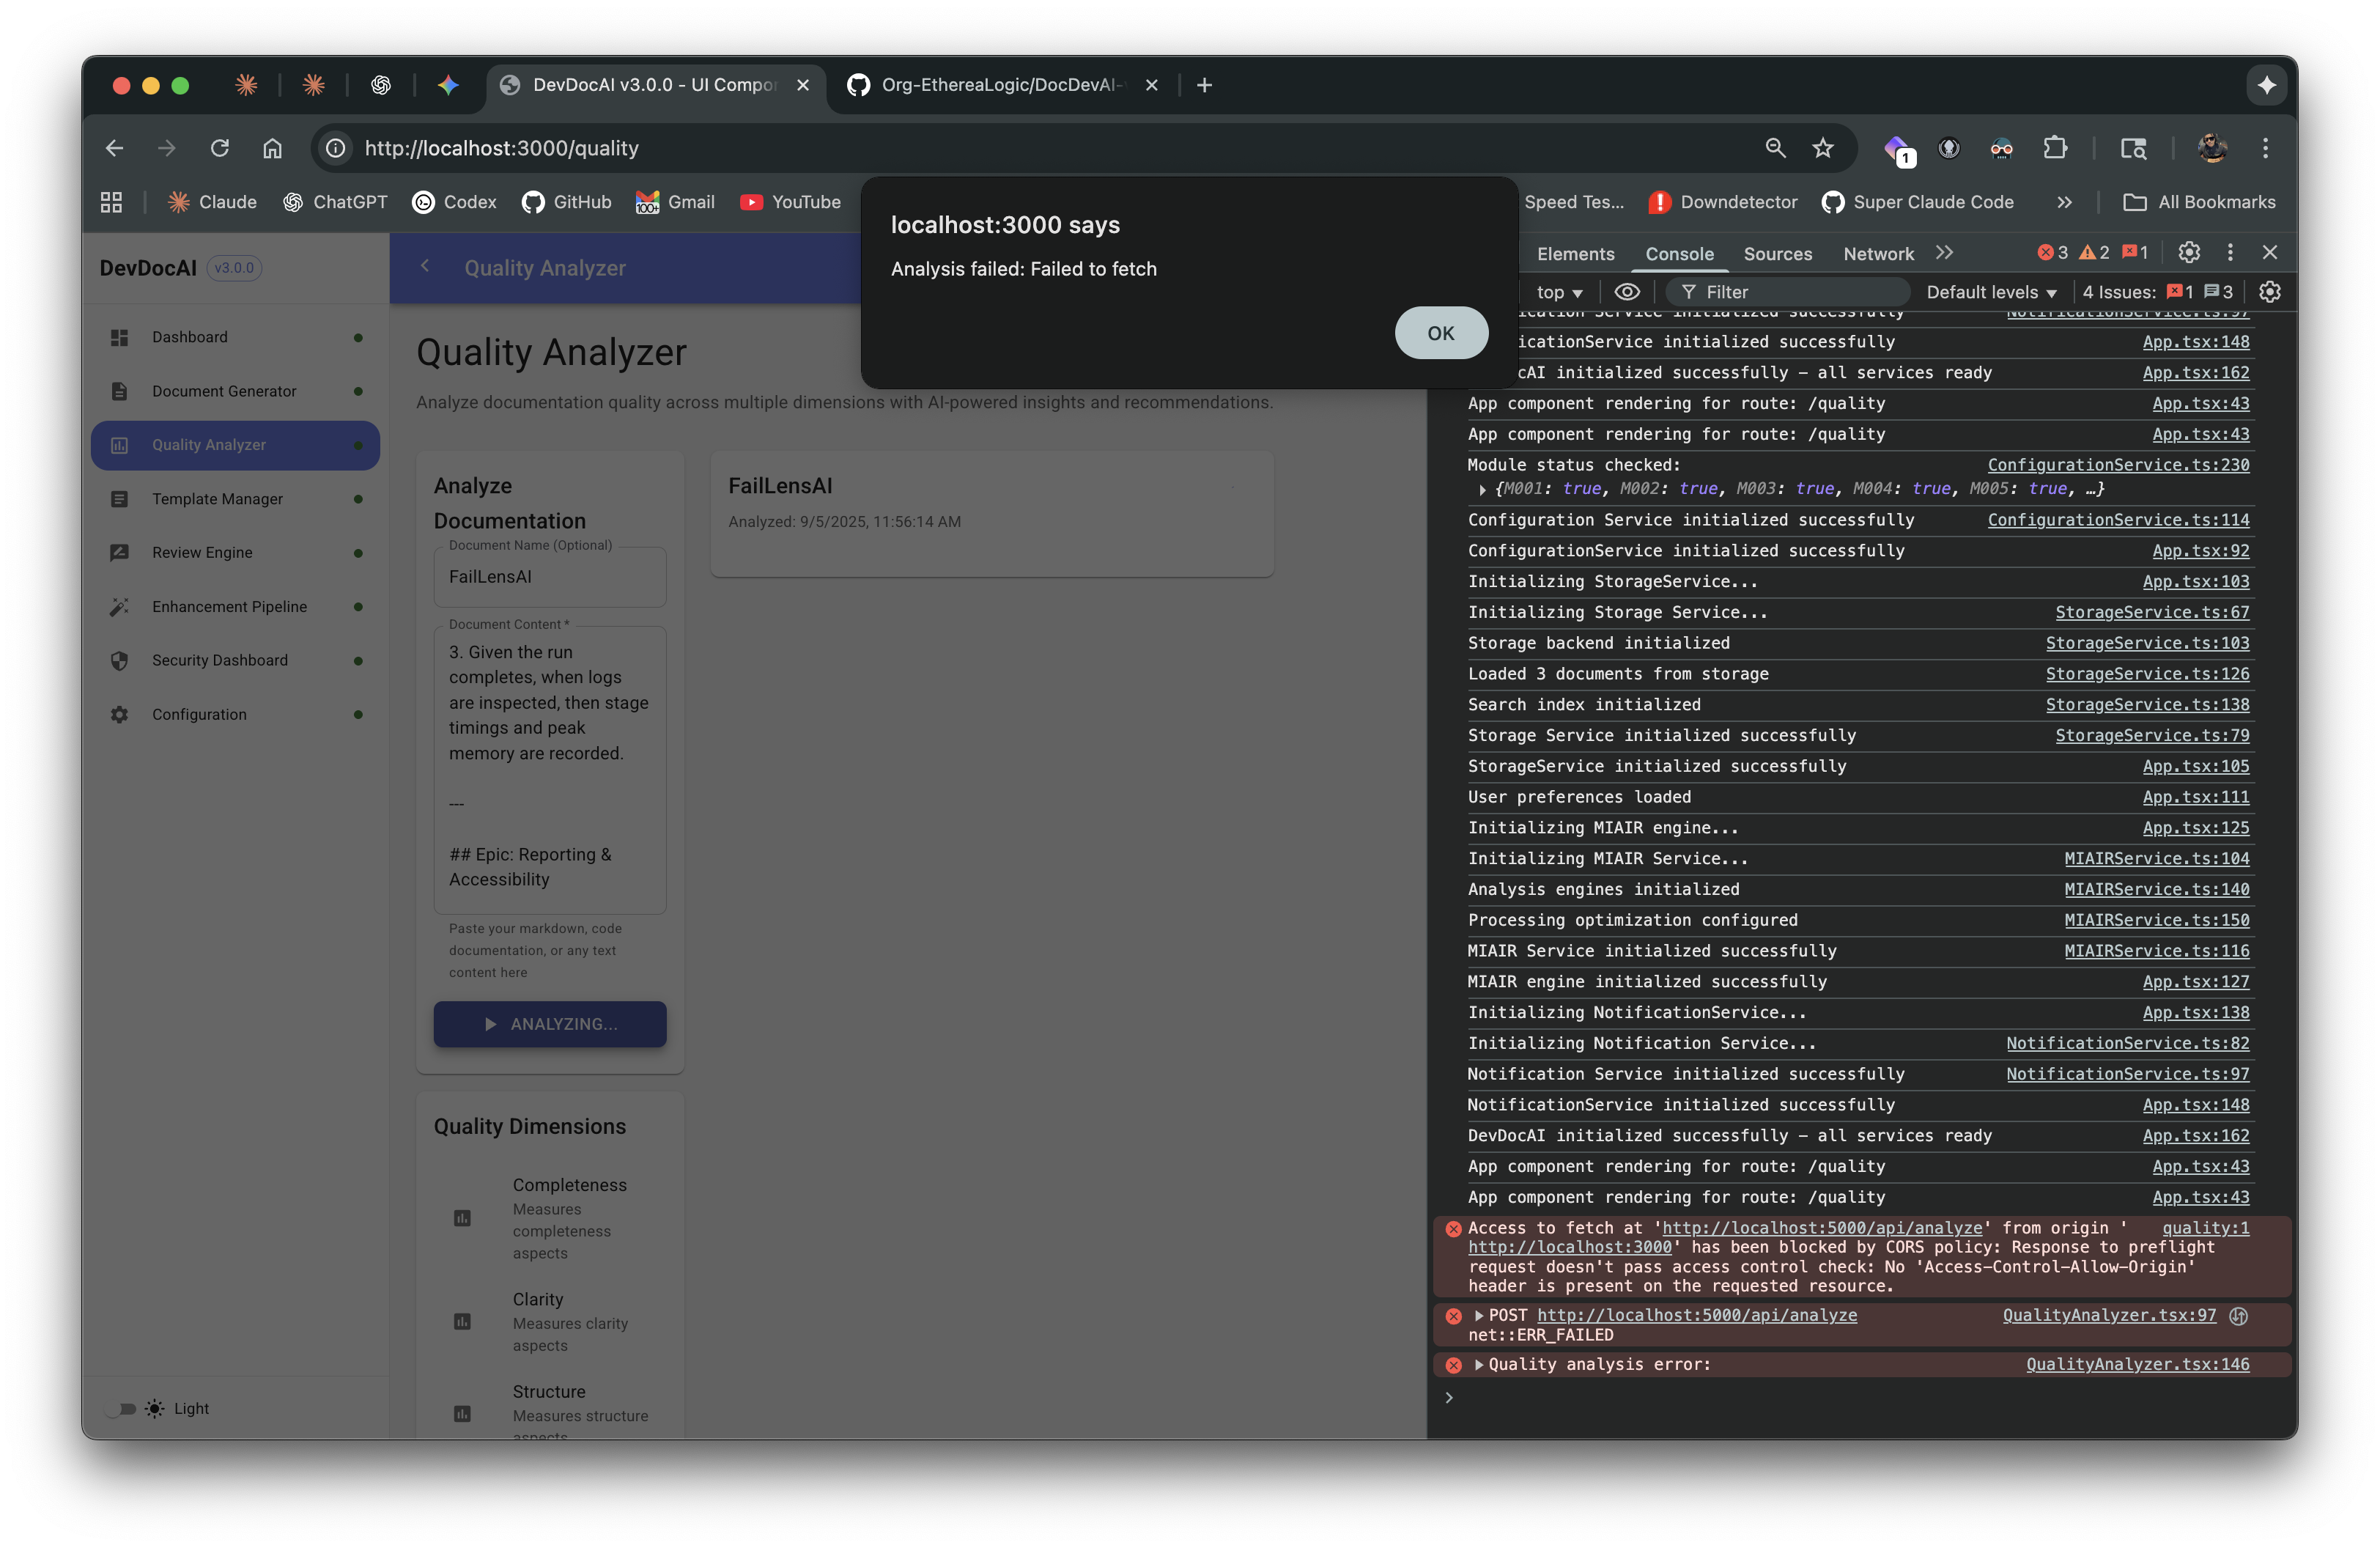 DevDocAI v3.0.0 - UI Compo
Org-EthereaLogic/DocDevAI-
http://localhost:3000/quality
1
Claude
ChatGPT
Codex
GitHub
100+
Gmail
YouTube
Speed Tes...
Downdetector
Super Claude Code
All Bookmarks
localhost:3000 says
Analysis failed: Failed to fetch
OK
DevDocAI v3.0.0
Dashboard
Document Generator
Quality Analyzer
Template Manager
Review Engine
Enhancement Pipeline
Security Dashboard
Configuration
Light
Quality Analyzer
Quality Analyzer
Analyze documentation quality across multiple dimensions with AI-powered insights and recommendations.
Analyze
Documentation
Document Name (Optional)
FailLensAI
Document Content *
3. Given the run
completes, when logs
are inspected, then stage
timings and peak
memory are recorded.
---
## Epic: Reporting &
Accessibility
Paste your markdown, code
documentation, or any text
content here
ANALYZING...
Quality Dimensions
Completeness
Measures
completeness
aspects
Clarity
Measures clarity
aspects
Structure
Measures structure
aspects
FailLensAI
Analyzed: 9/5/2025, 11:56:14 AM
Elements Console Sources Network 3 2 1
top Filter Default levels 4 Issues: 1 3
ication Service initialized successfully NotificationService.ts:97
icationService initialized successfully App.tsx:148
cAI initialized successfully – all services ready App.tsx:162
App component rendering for route: /quality App.tsx:43
App component rendering for route: /quality App.tsx:43
Module status checked: ConfigurationService.ts:230
{M001: true, M002: true, M003: true, M004: true, M005: true, …}
Configuration Service initialized successfully ConfigurationService.ts:114
ConfigurationService initialized successfully App.tsx:92
Initializing StorageService... App.tsx:103
Initializing Storage Service... StorageService.ts:67
Storage backend initialized StorageService.ts:103
Loaded 3 documents from storage StorageService.ts:126
Search index initialized StorageService.ts:138
Storage Service initialized successfully StorageService.ts:79
StorageService initialized successfully App.tsx:105
User preferences loaded App.tsx:111
Initializing MIAIR engine... App.tsx:125
Initializing MIAIR Service... MIAIRService.ts:104
Analysis engines initialized MIAIRService.ts:140
Processing optimization configured MIAIRService.ts:150
MIAIR Service initialized successfully MIAIRService.ts:116
MIAIR engine initialized successfully App.tsx:127
Initializing NotificationService... App.tsx:138
Initializing Notification Service... NotificationService.ts:82
Notification Service initialized successfully NotificationService.ts:97
NotificationService initialized successfully App.tsx:148
DevDocAI initialized successfully – all services ready App.tsx:162
App component rendering for route: /quality App.tsx:43
App component rendering for route: /quality App.tsx:43
Access to fetch at 'http://localhost:5000/api/analyze' from origin ' quality:1
http://localhost:3000' has been blocked by CORS policy: Response to preflight
request doesn't pass access control check: No 'Access-Control-Allow-Origin'
header is present on the requested resource.
POST http://localhost:5000/api/analyze QualityAnalyzer.tsx:97
net::ERR_FAILED
Quality analysis error: QualityAnalyzer.tsx:146